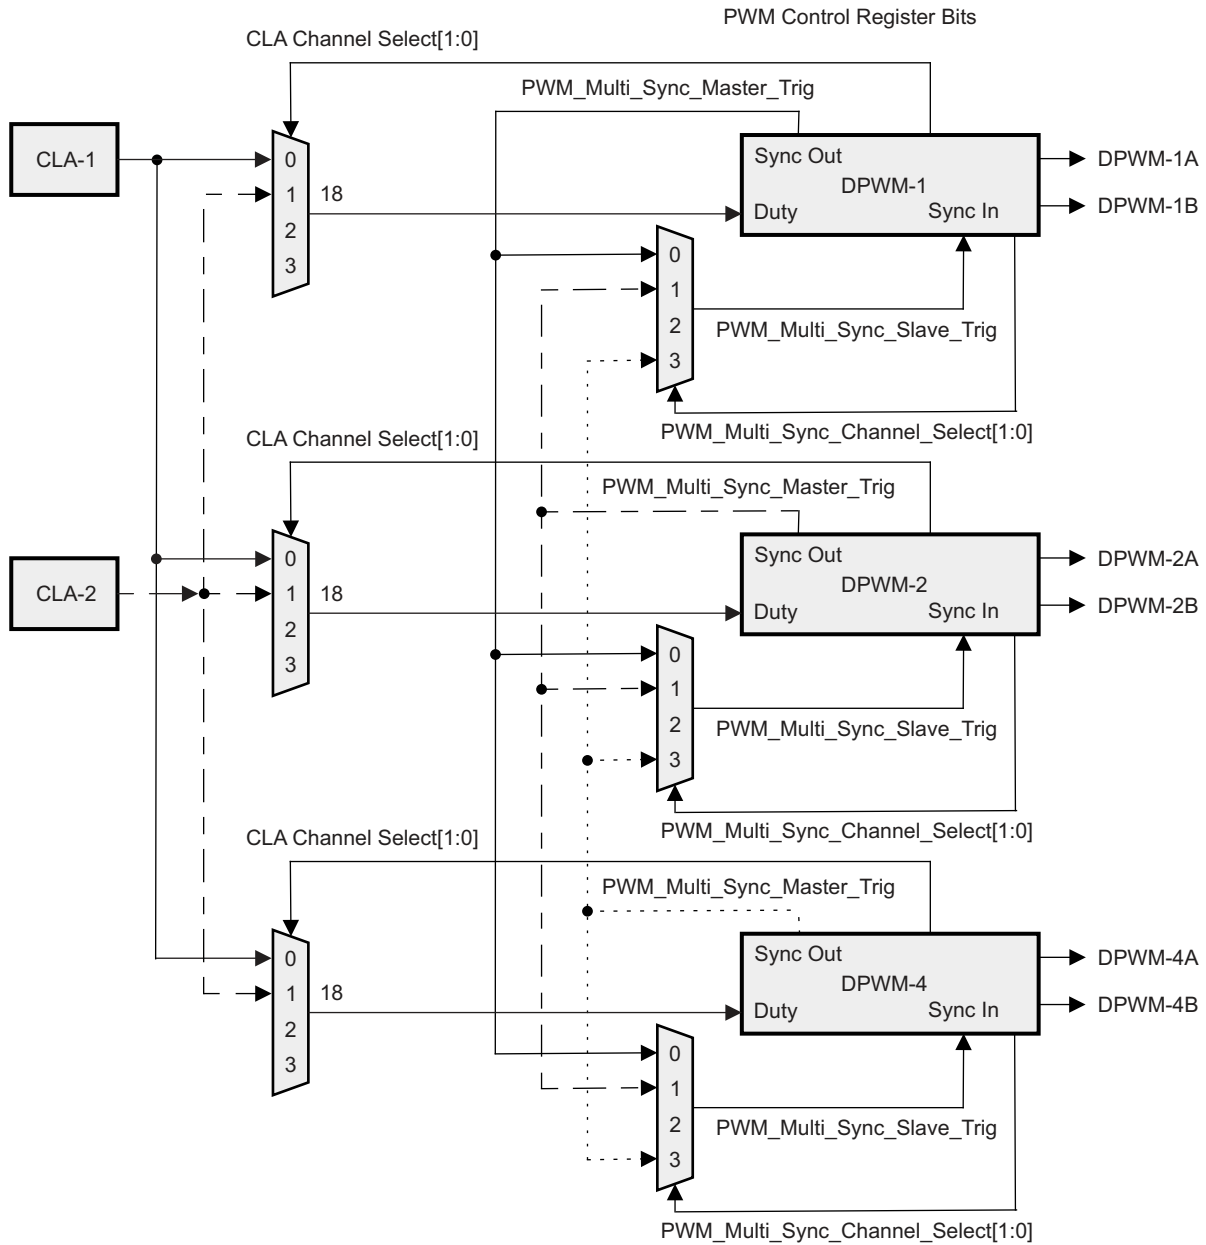 PWM Control Register Bits
CLA Channel Select[1:0]
PWM_Multi_Sync_Master_Trig
CLA-1
0
1
2
3
18
Sync Out
DPWM-1
Duty
Sync In
DPWM-1A
DPWM-1B
0
1
2
3
PWM_Multi_Sync_Slave_Trig
PWM_Multi_Sync_Channel_Select[1:0]
CLA Channel Select[1:0]
PWM_Multi_Sync_Master_Trig
CLA-2
0
1
2
3
18
Sync Out
DPWM-2
Duty
Sync In
DPWM-2A
DPWM-2B
0
1
2
3
PWM_Multi_Sync_Slave_Trig
PWM_Multi_Sync_Channel_Select[1:0]
CLA Channel Select[1:0]
PWM_Multi_Sync_Master_Trig
0
1
2
3
18
Sync Out
DPWM-4
Duty
Sync In
DPWM-4A
DPWM-4B
0
1
2
3
PWM_Multi_Sync_Slave_Trig
PWM_Multi_Sync_Channel_Select[1:0]